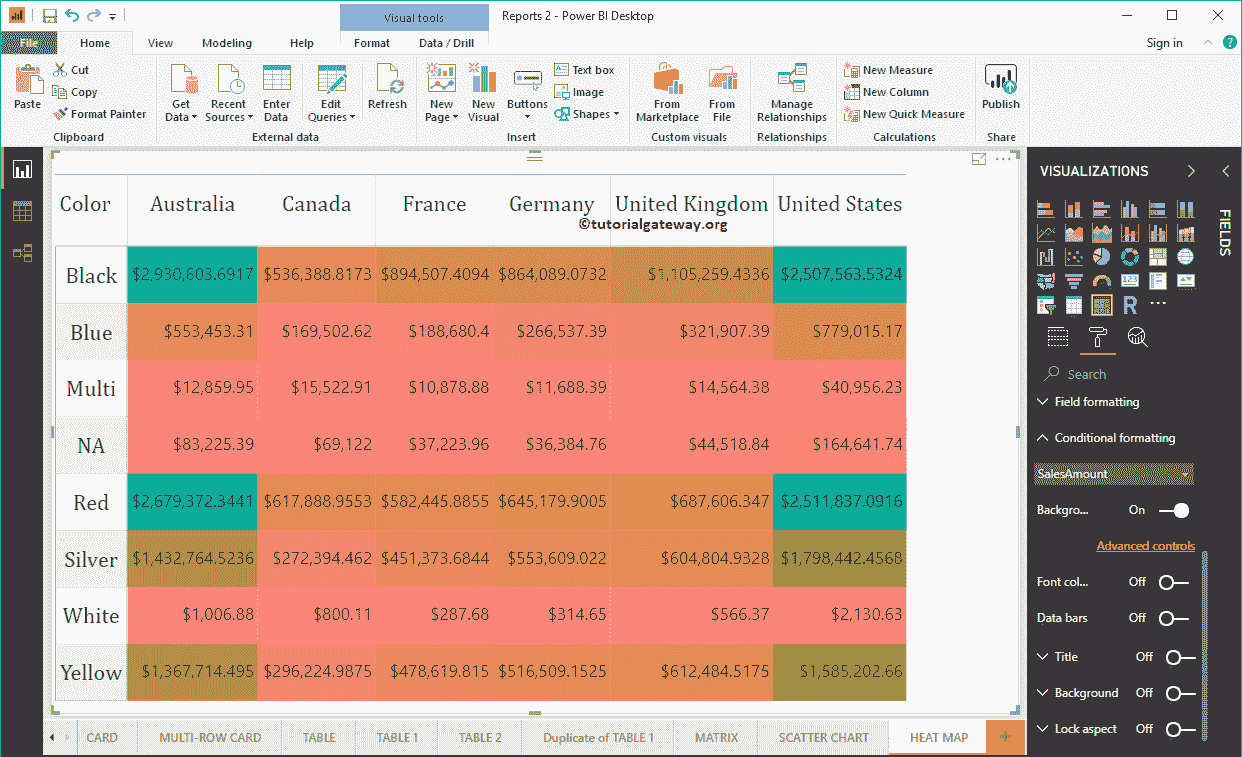 Visual tools
Reports 2 - Power BI Desktop
File Home View Modeling Help Format Data / Drill Sign in ?
Paste
Cut
Copy
Format Painter
Clipboard
Get Data
Recent Sources
Enter Data
Edit Queries
External data
Refresh
New Page
New Visual
Buttons
Text box
Image
Shapes
Insert
From Marketplace
From File
Custom visuals
Manage Relationships
Relationships
New Measure
New Column
New Quick Measure
Calculations
Publish
Share
Color Australia Canada France Germany United Kingdom United States
©tutorialgateway.org
Black $2,930,603.6917 $536,388.8173 $894,507.4094 $864,089.0732 $1,105,259.4336 $2,507,563.5324
Blue $553,453.31 $169,502.62 $188,680.4 $266,537.39 $321,907.39 $779,015.17
Multi $12,859.95 $15,522.91 $10,878.88 $11,688.39 $14,564.38 $40,956.23
NA $83,225.39 $69,122 $37,223.96 $36,384.76 $44,518.84 $164,641.74
Red $2,679,372.3441 $617,888.9553 $582,445.8855 $645,179.9005 $687,606.347 $2,511,837.0916
Silver $1,432,764.5236 $272,394.462 $451,373.6844 $553,609.022 $604,804.9328 $1,798,442.4568
White $1,006.88 $800.11 $287.68 $314.65 $566.37 $2,130.63
Yellow $1,367,714.495 $296,224.9875 $478,619.815 $516,509.1525 $612,484.5175 $1,585,202.66
VISUALIZATIONS
FIELDS
123
R
Search
Field formatting
Conditional formatting
SalesAmount
Backgro... On
Advanced controls
Font col... Off
Data bars Off
Title Off
Background Off
Lock aspect Off
CARD MULTI-ROW CARD TABLE TABLE 1 TABLE 2 Duplicate of TABLE 1 MATRIX SCATTER CHART HEAT MAP +